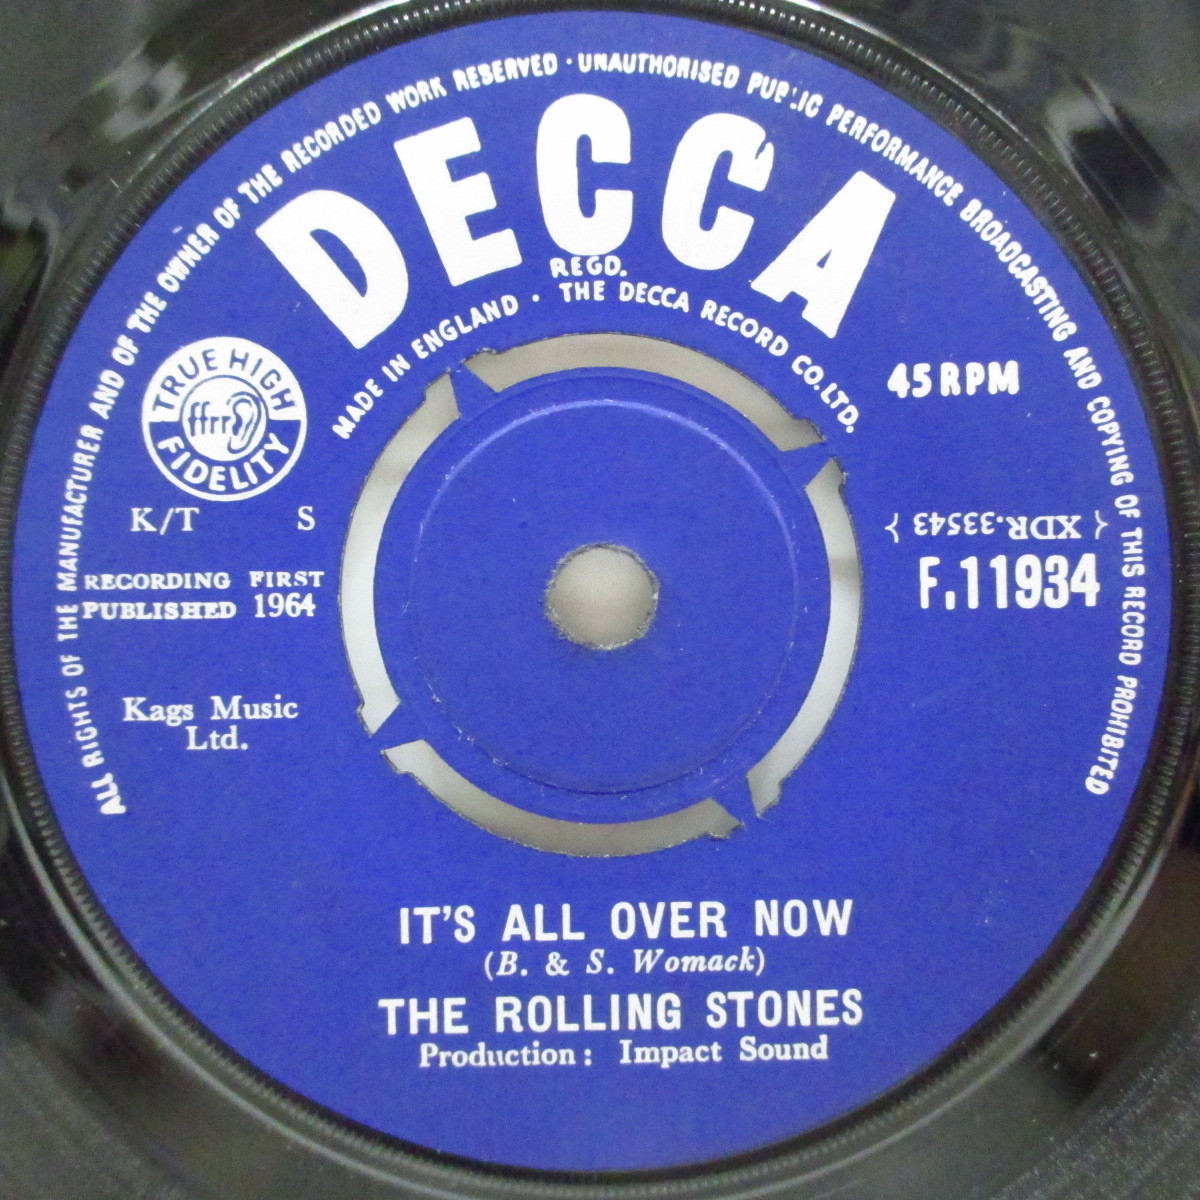 ALL RIGHTS OF THE MANUFACTURER AND OF THE OWNER OF THE RECORDED WORK RESERVED · UNAUTHORISED PUBLIC PERFORMANCE BROADCASTING AND COPYING OF THIS RECORD PROHIBITED
DECCA
REGD.
MADE IN ENGLAND · THE DECCA RECORD CO. LTD.
TRUE HIGH
ffrr
FIDELITY
45 RPM
K/T S
{ XDR.33543 }
F.11934
RECORDING FIRST
PUBLISHED 1964
Kags Music
Ltd.
IT'S ALL OVER NOW
(B. & S. Womack)
THE ROLLING STONES
Production : Impact Sound